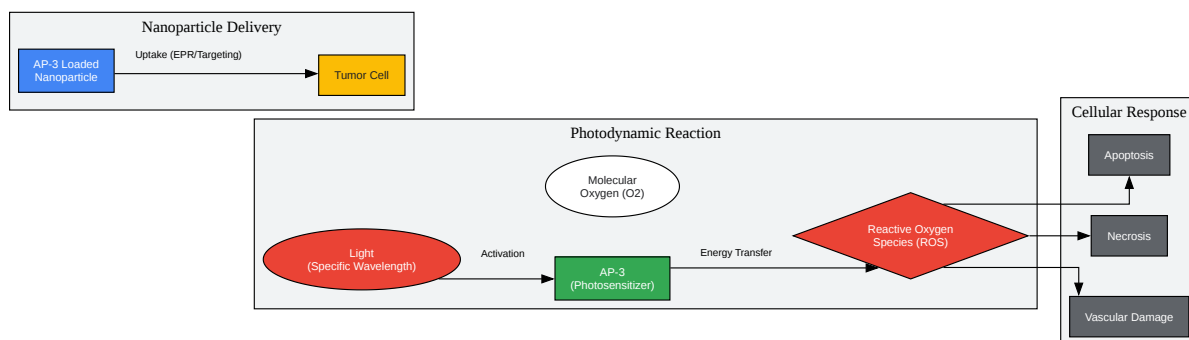 Nanoparticle Delivery
AP-3 Loaded
Nanoparticle
Uptake (EPR/Targeting)
Tumor Cell
Photodynamic Reaction
Molecular
Oxygen (O2)
Light
(Specific Wavelength)
Activation
AP-3
(Photosensitizer)
Energy Transfer
Reactive Oxygen
Species (ROS)
Cellular Response
Apoptosis
Necrosis
Vascular Damage